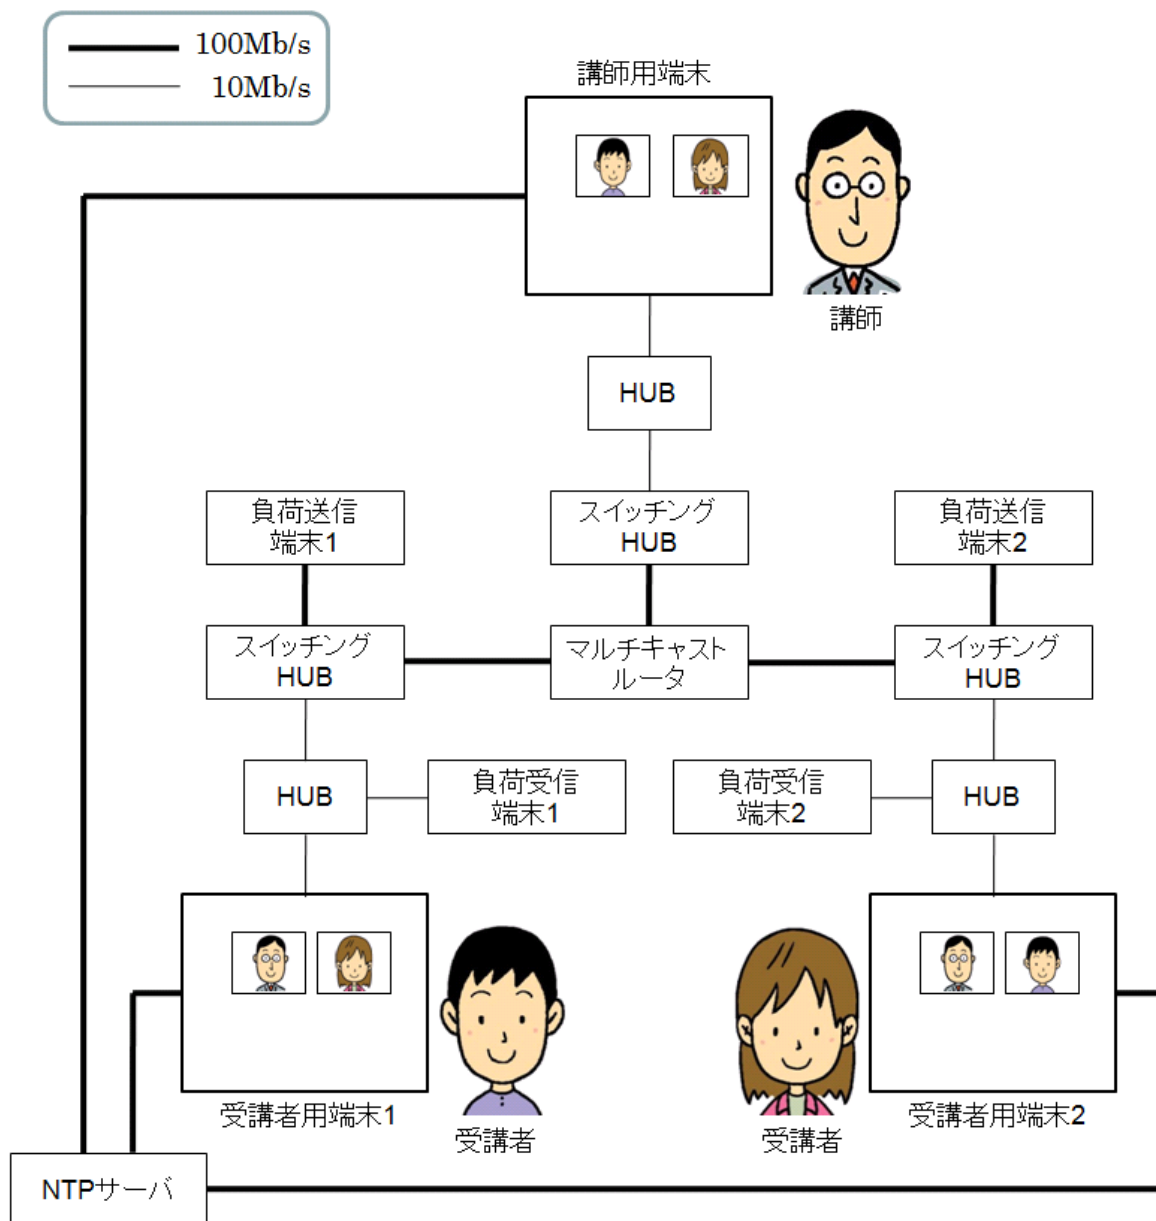 100Mb/s
10Mb/s
講師用端末
講師
HUB
負荷送信
端末1
スイッチング
HUB
負荷送信
端末2
スイッチング
HUB
マルチキャスト
ルータ
スイッチング
HUB
HUB
負荷受信
端末1
負荷受信
端末2
HUB
受講者用端末1
受講者
受講者
受講者用端末2
NTPサーバ